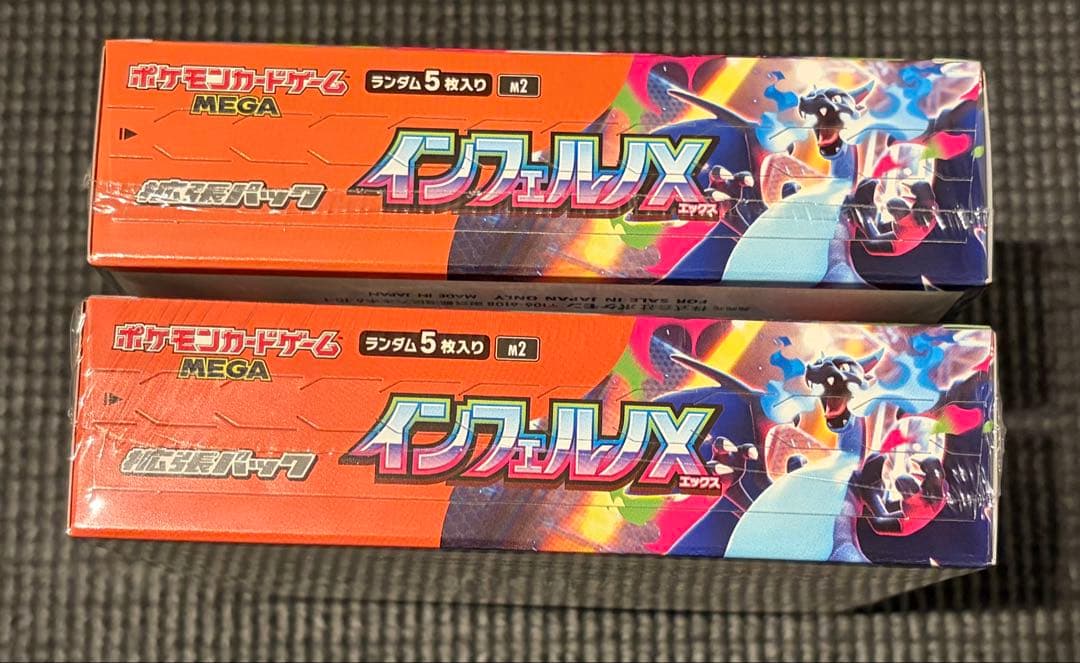 ポケモンカードゲーム
MEGA
ランダム5枚入り
M2
インフェルノX
エックス
拡張パック
FOR SALE IN JAPAN ONLY MADE IN JAPAN
ポケモンカードゲーム
MEGA
ランダム5枚入り
M2
インフェルノX
エックス
拡張パック